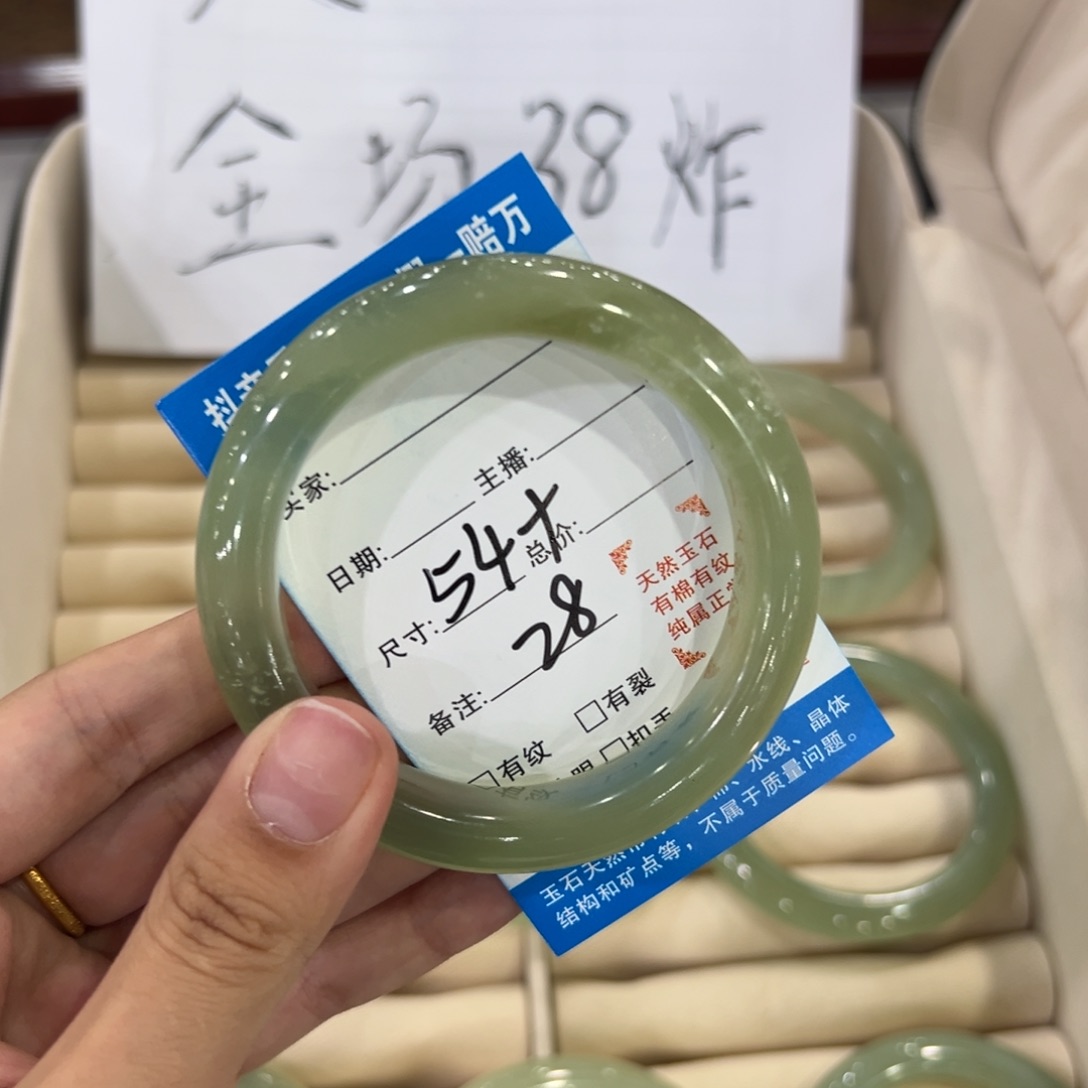 全场38炸
赔万
家:
主播:
日期:
54+
总价:
尺寸:
28
备注:
天然玉石
有棉有纹
纯属正
□有裂
□有纹
水线、晶体
玉石天然
结构和矿点等，不属于质量问题。